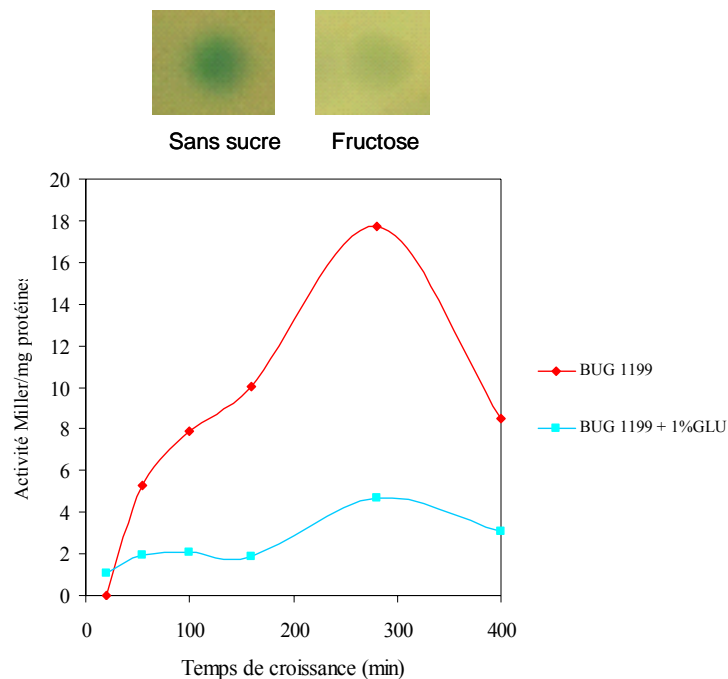 Sans sucre Fructose
20
18
16
14
12
10
8
6
4
2
0
0 100 200 300 400
Activité Miller/mg protéines
Temps de croissance (min)
BUG 1199
BUG 1199 + 1%GLU